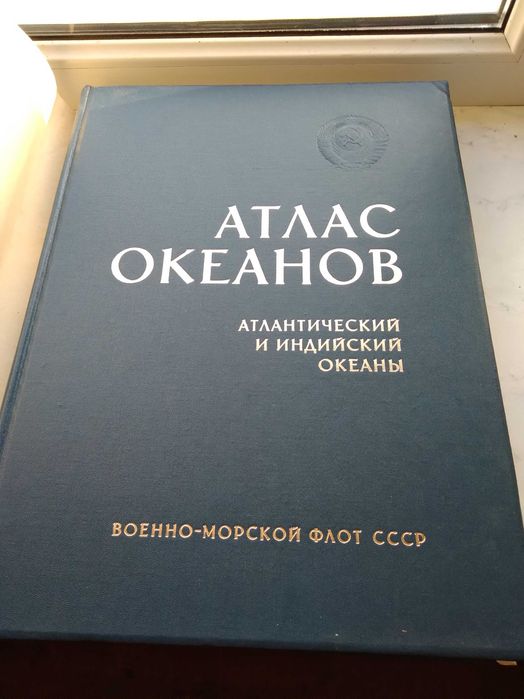 АТЛАС
ОКЕАНОВ
АТЛАНТИЧЕСКИЙ
И ИНДИЙСКИЙ
ОКЕАНЫ
ВОЕННО-МОРСКОЙ ФЛОТ СССР